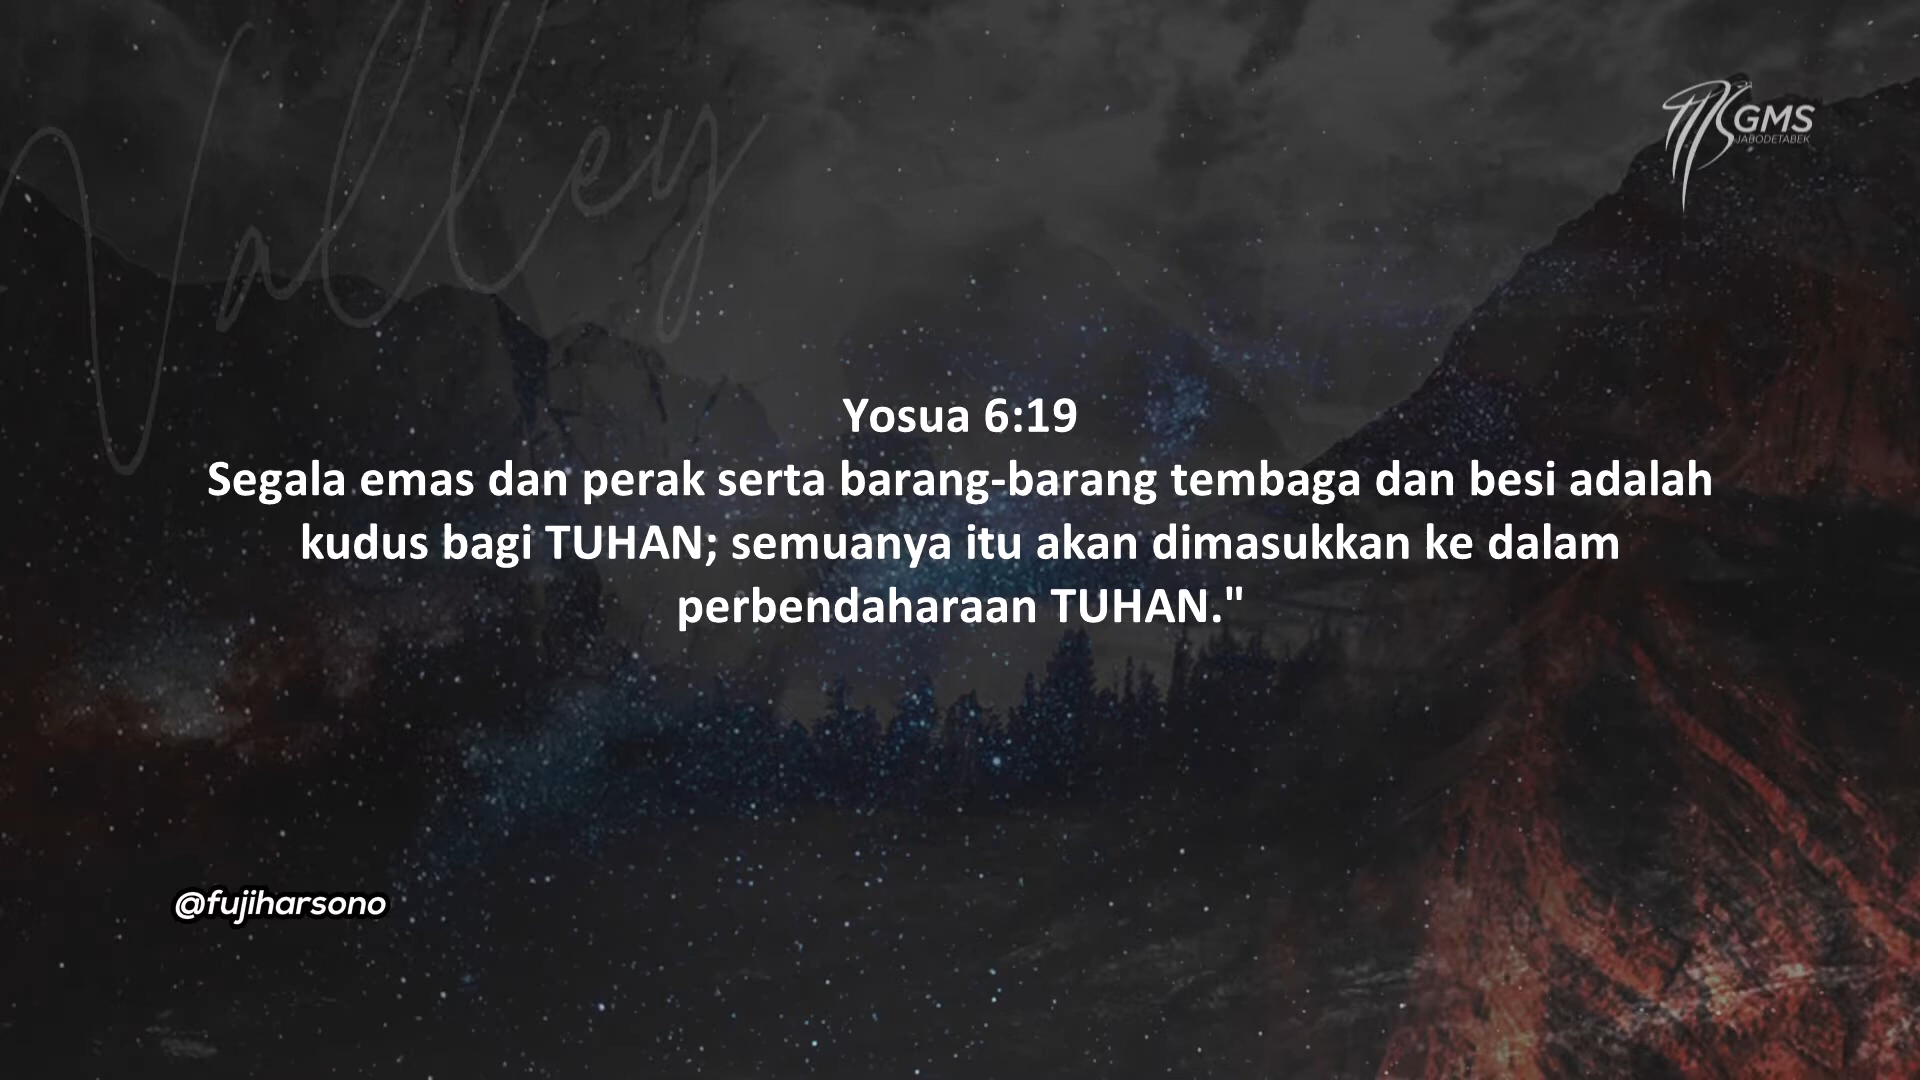 Valley
GMS
JABODETABEK
Yosua 6:19
Segala emas dan perak serta barang-barang tembaga dan besi adalah
kudus bagi TUHAN; semuanya itu akan dimasukkan ke dalam
perbendaharaan TUHAN."
@fujiharsono